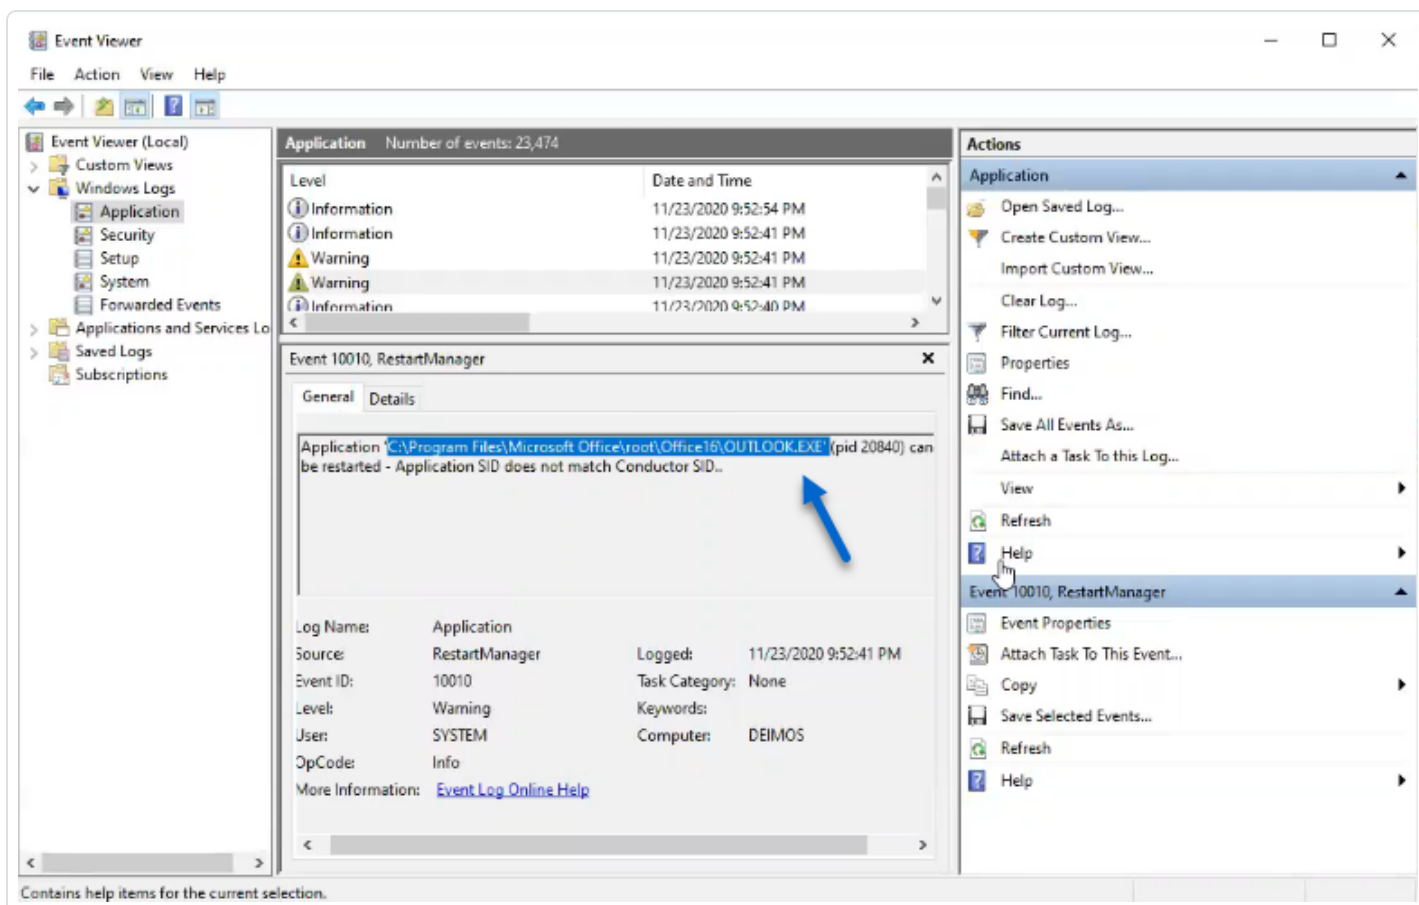 Event Viewer
File Action View Help
Event Viewer (Local)
Custom Views
Windows Logs
Application
Security
Setup
System
Forwarded Events
Applications and Services Lo
Saved Logs
Subscriptions
Application Number of events: 23,474
Level Date and Time
Information 11/23/2020 9:52:54 PM
Information 11/23/2020 9:52:41 PM
Warning 11/23/2020 9:52:41 PM
Warning 11/23/2020 9:52:41 PM
Information 11/23/2020 9:52:40 PM
Event 10010, RestartManager
General Details
Application 'C:\Program Files\Microsoft Office\root\Office16\OUTLOOK.EXE' (pid 20840) can
be restarted - Application SID does not match Conductor SID..
Log Name: Application
Source: RestartManager Logged: 11/23/2020 9:52:41 PM
Event ID: 10010 Task Category: None
Level: Warning Keywords:
User: SYSTEM Computer: DEIMOS
OpCode: Info
More Information: Event Log Online Help
Actions
Application
Open Saved Log...
Create Custom View...
Import Custom View...
Clear Log...
Filter Current Log...
Properties
Find...
Save All Events As...
Attach a Task To this Log...
View
Refresh
Help
Event 10010, RestartManager
Event Properties
Attach Task To This Event...
Copy
Save Selected Events...
Refresh
Help
Contains help items for the current selection.